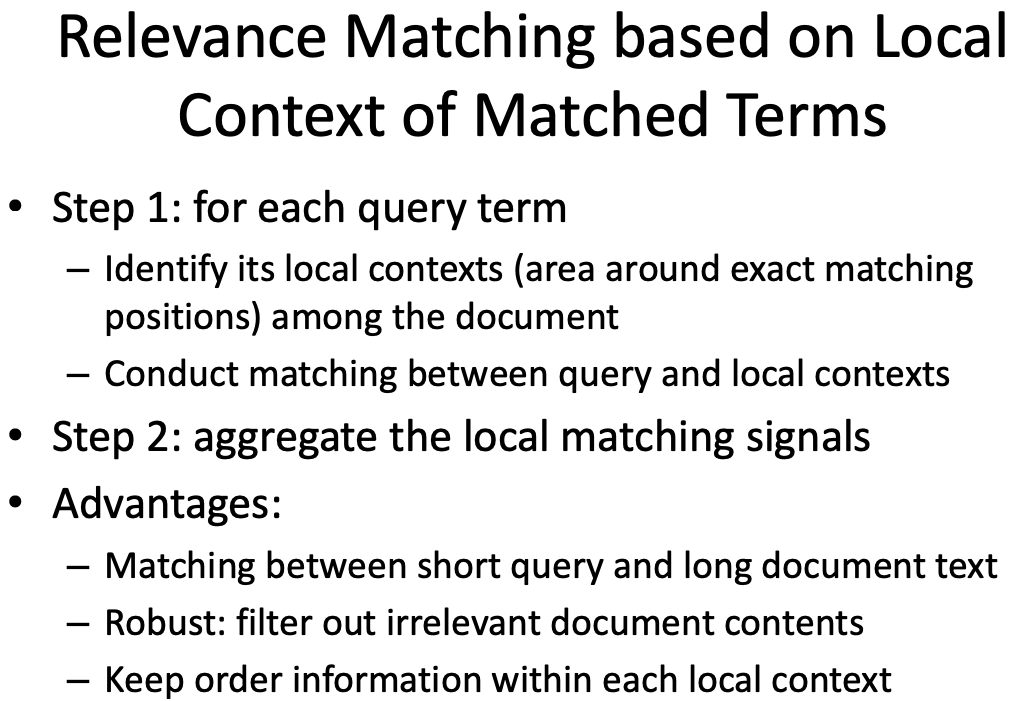 Relevance Matching based on Local
Context of Matched Terms
• Step 1: for each query term
– Identify its local contexts (area around exact matching
positions) among the document
– Conduct matching between query and local contexts
• Step 2: aggregate the local matching signals
• Advantages:
– Matching between short query and long document text
– Robust: filter out irrelevant document contents
– Keep order information within each local context